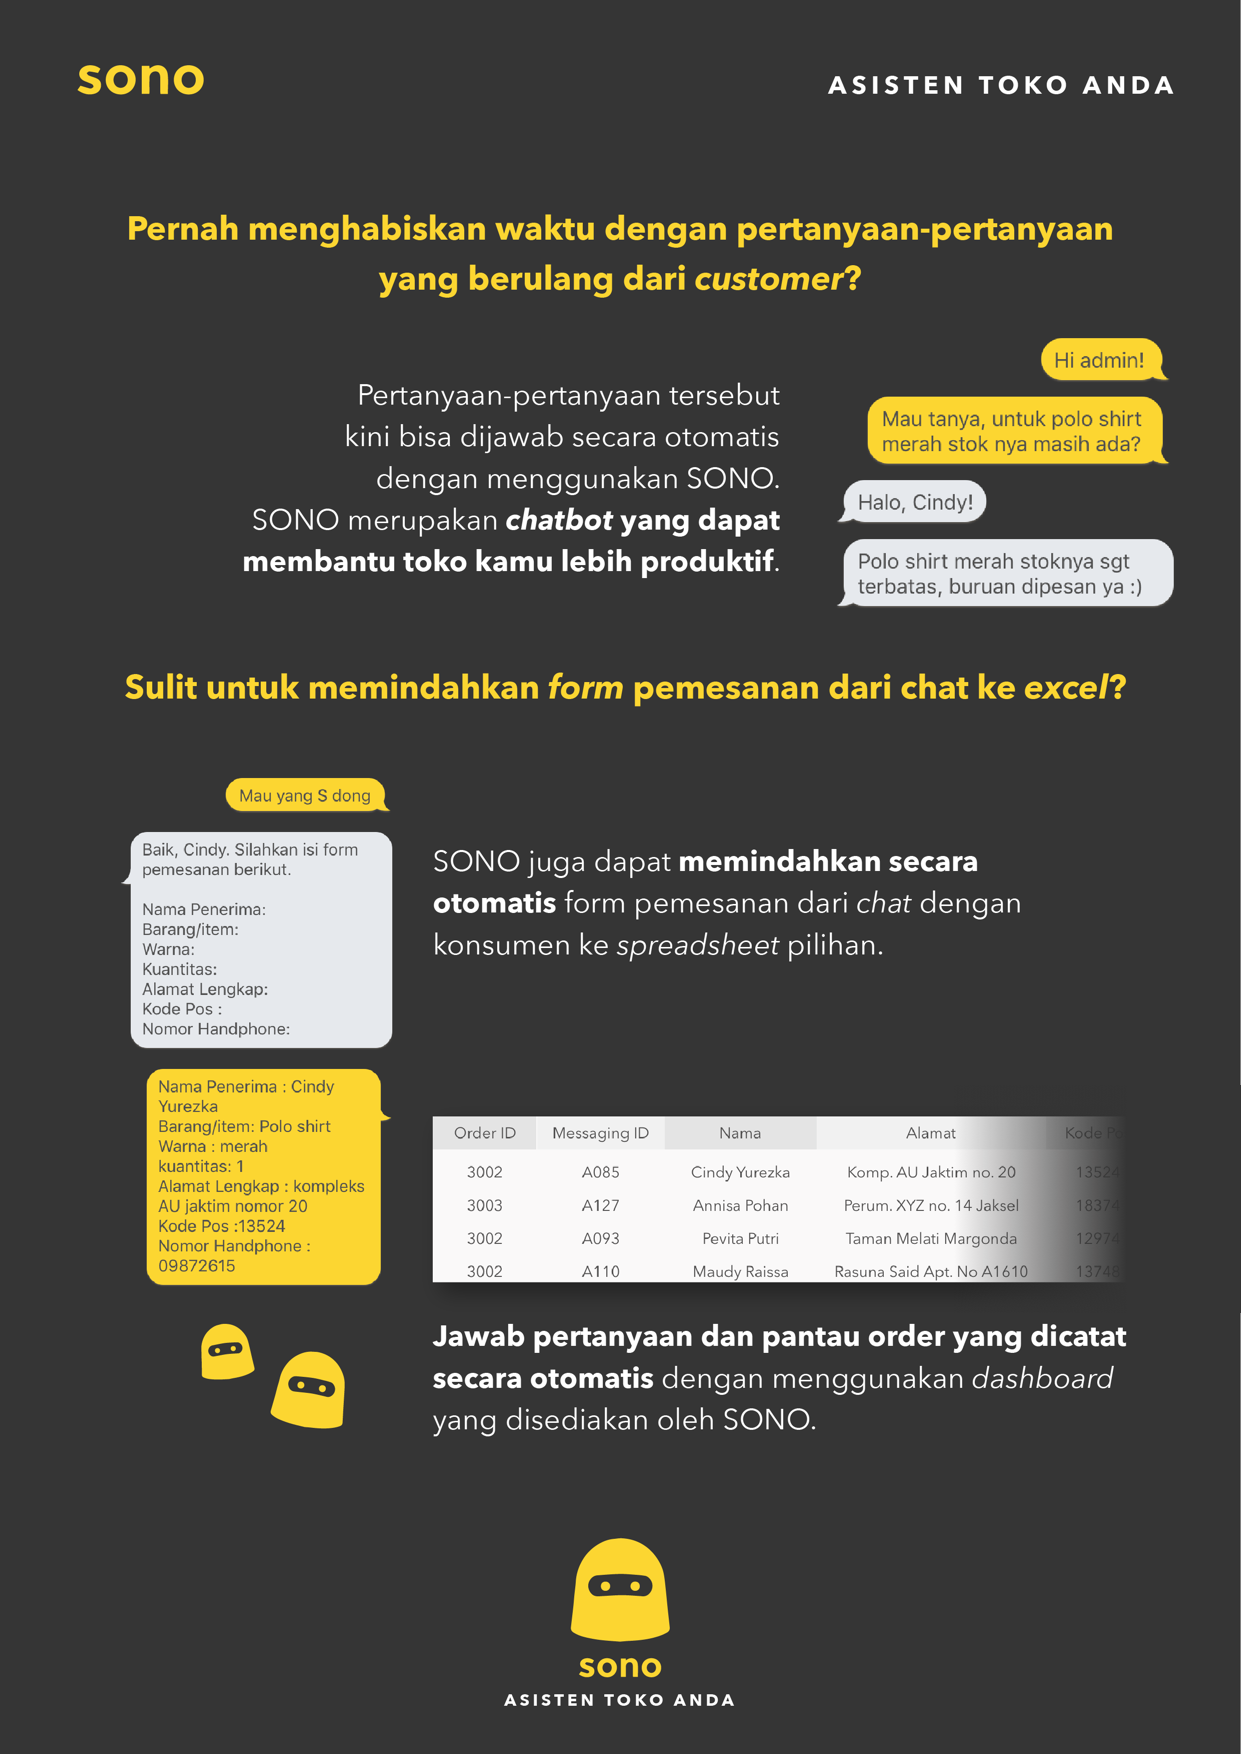 sono
ASISTEN TOKO ANDA
Pernah menghabiskan waktu dengan pertanyaan-pertanyaan
yang berulang dari customer?
Pertanyaan-pertanyaan tersebut
kini bisa dijawab secara otomatis
dengan menggunakan SONO.
SONO merupakan chatbot yang dapat
membantu toko kamu lebih produktif.
Hi admin!
Mau tanya, untuk polo shirt
merah stok nya masih ada?
Halo, Cindy!
Polo shirt merah stoknya sgt
terbatas, buruan dipesan ya :)
Sulit untuk memindahkan form pemesanan dari chat ke excel?
Mau yang S dong
Baik, Cindy. Silahkan isi form
pemesanan berikut.
Nama Penerima:
Barang/item:
Warna:
Kuantitas:
Alamat Lengkap:
Kode Pos :
Nomor Handphone:
Nama Penerima : Cindy
Yurezka
Barang/item: Polo shirt
Warna : merah
kuantitas: 1
Alamat Lengkap : kompleks
AU jaktim nomor 20
Kode Pos :13524
Nomor Handphone :
09872615
SONO juga dapat memindahkan secara
otomatis form pemesanan dari chat dengan
konsumen ke spreadsheet pilihan.
Order ID Messaging ID Nama Alamat Kode Pos
3002 A085 Cindy Yurezka Komp. AU Jaktim no. 20 13524
3003 A127 Annisa Pohan Perum. XYZ no. 14 Jaksel 18374
3002 A093 Pevita Putri Taman Melati Margonda 12974
3002 A110 Maudy Raissa Rasuna Said Apt. No A1610 13748
Jawab pertanyaan dan pantau order yang dicatat
secara otomatis dengan menggunakan dashboard
yang disediakan oleh SONO.
sono
ASISTEN TOKO ANDA